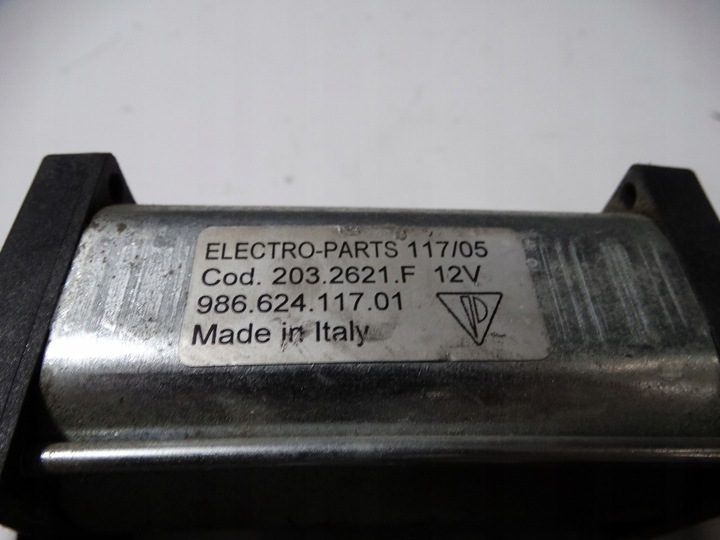 ELECTRO-PARTS 117/05
Cod. 203.2621.F 12V
986.624.117.01
Made in Italy